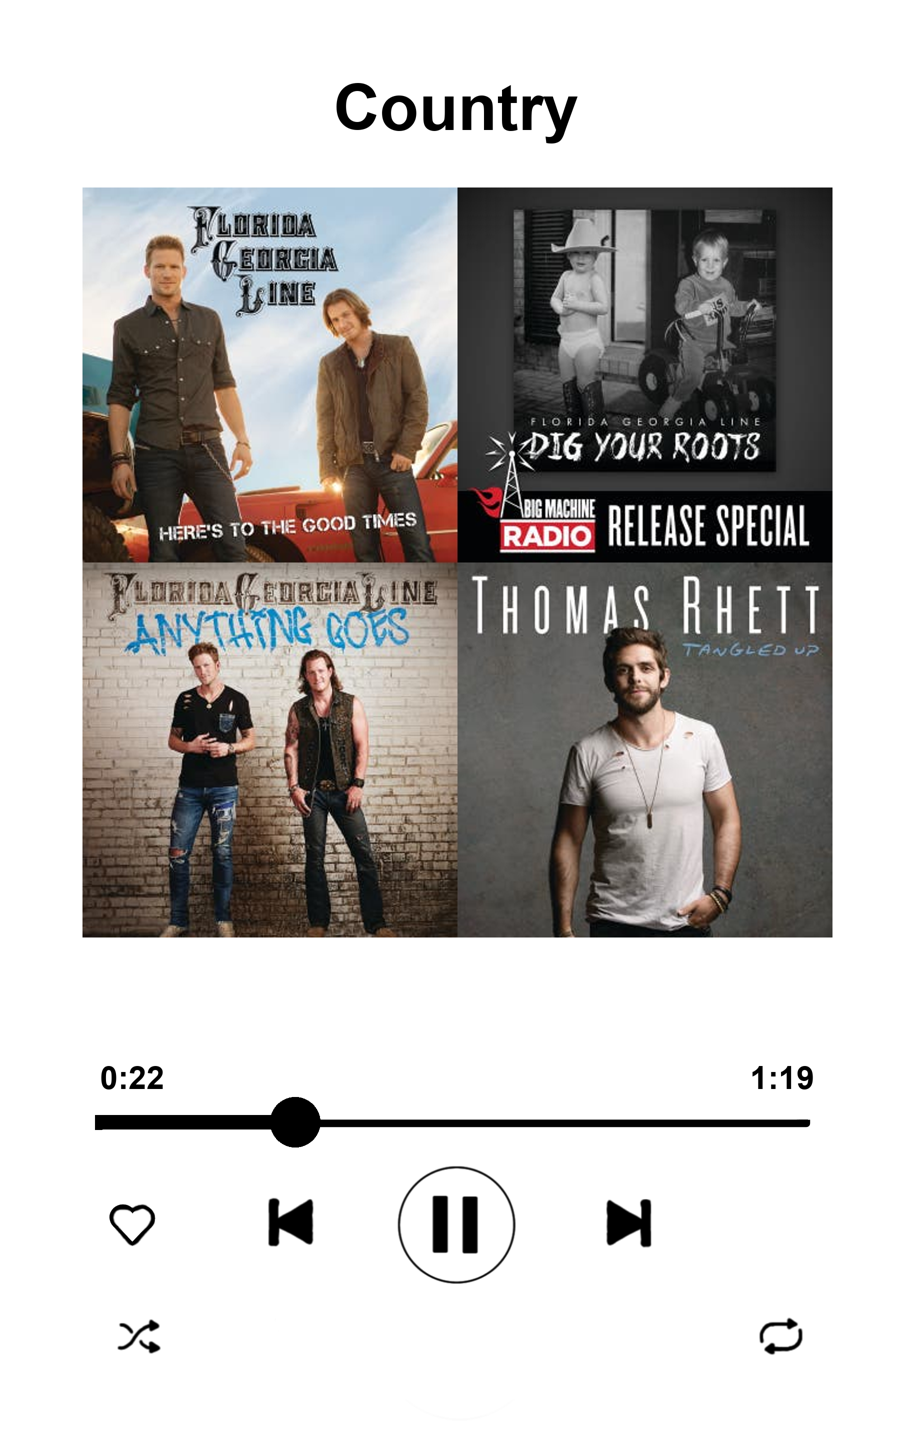 Country
FLORIDA
GEORGIA
LINE
HERE'S TO THE GOOD TIMES
FLORIDA GEORGIA LINE
DIG YOUR ROOTS
BIG MACHINE
RADIO
RELEASE SPECIAL
FLORIDA GEORGIA LINE
ANYTHING GOES
THOMAS RHETT
TANGLED UP
0:22
1:19